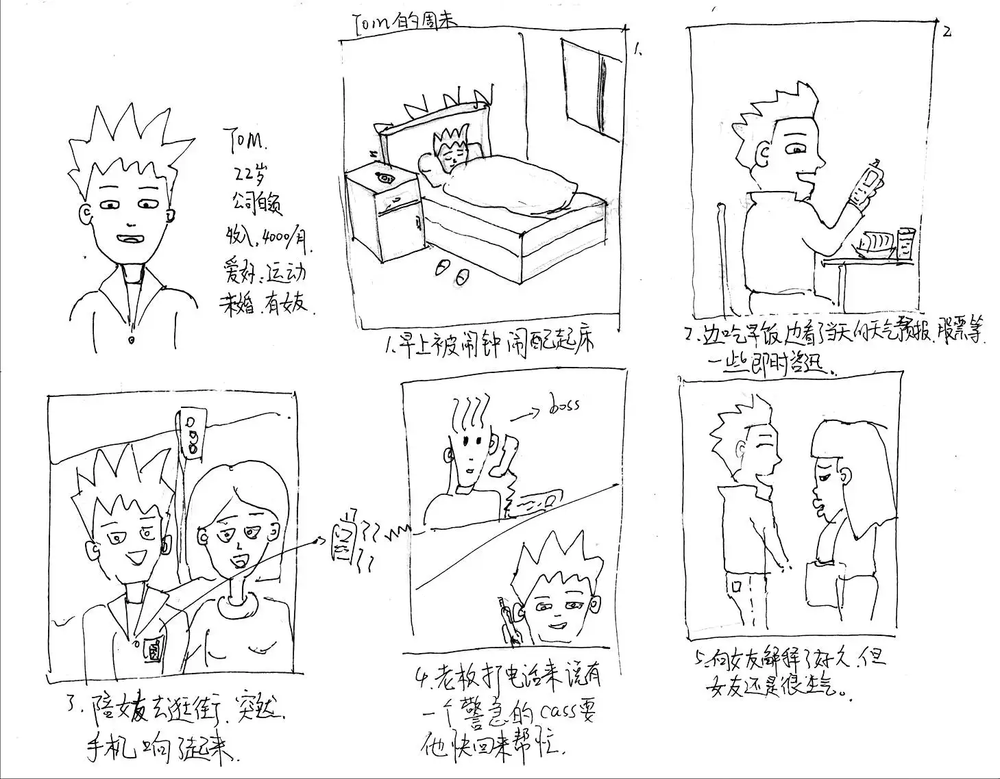 Tom的周末
Tom.
22岁
公司白领
收入.4000/月.
爱好:运动
未婚.有女友.
1.
1.早上被闹钟闹醒起床
2
2.边吃早饭边看了当天的天气预报.股票等
一些即时咨迅。
3.陪女友去逛街.突然.
手机响了起来.
→boss
4.老板打电话来说有
一个警急的cass要
他快回来帮忙.
5.向女友解释了好久.但
女友还是很生气。.